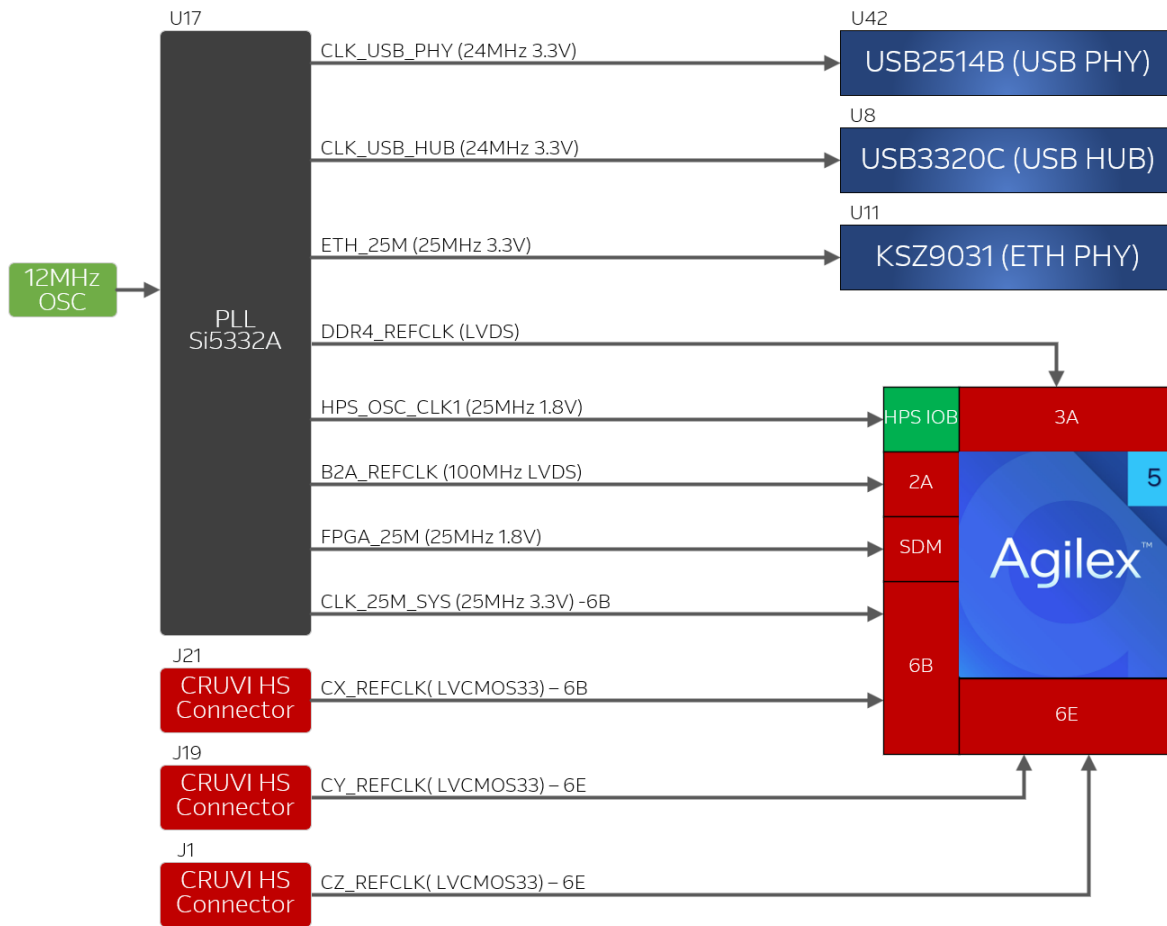 U17
U42
CLK_USB_PHY (24MHz 3.3V)
USB2514B (USB PHY)
U8
CLK_USB_HUB (24MHz 3.3V)
USB3320C (USB HUB)
U11
ETH_25M (25MHz 3.3V)
KSZ9031 (ETH PHY)
12MHz
OSC
PLL
Si5332A
DDR4_REFCLK (LVDS)
HPS_OSC_CLK1 (25MHz 1.8V)
HPS IOB
3A
B2A_REFCLK (100MHz LVDS)
2A
5
FPGA_25M (25MHz 1.8V)
SDM
Agilex™
CLK_25M_SYS (25MHz 3.3V) -6B
6B
J21
CRUVI HS
Connector
CX_REFCLK( LVCMOS33) – 6B
6E
J19
CRUVI HS
Connector
CY_REFCLK( LVCMOS33) – 6E
J1
CRUVI HS
Connector
CZ_REFCLK( LVCMOS33) – 6E